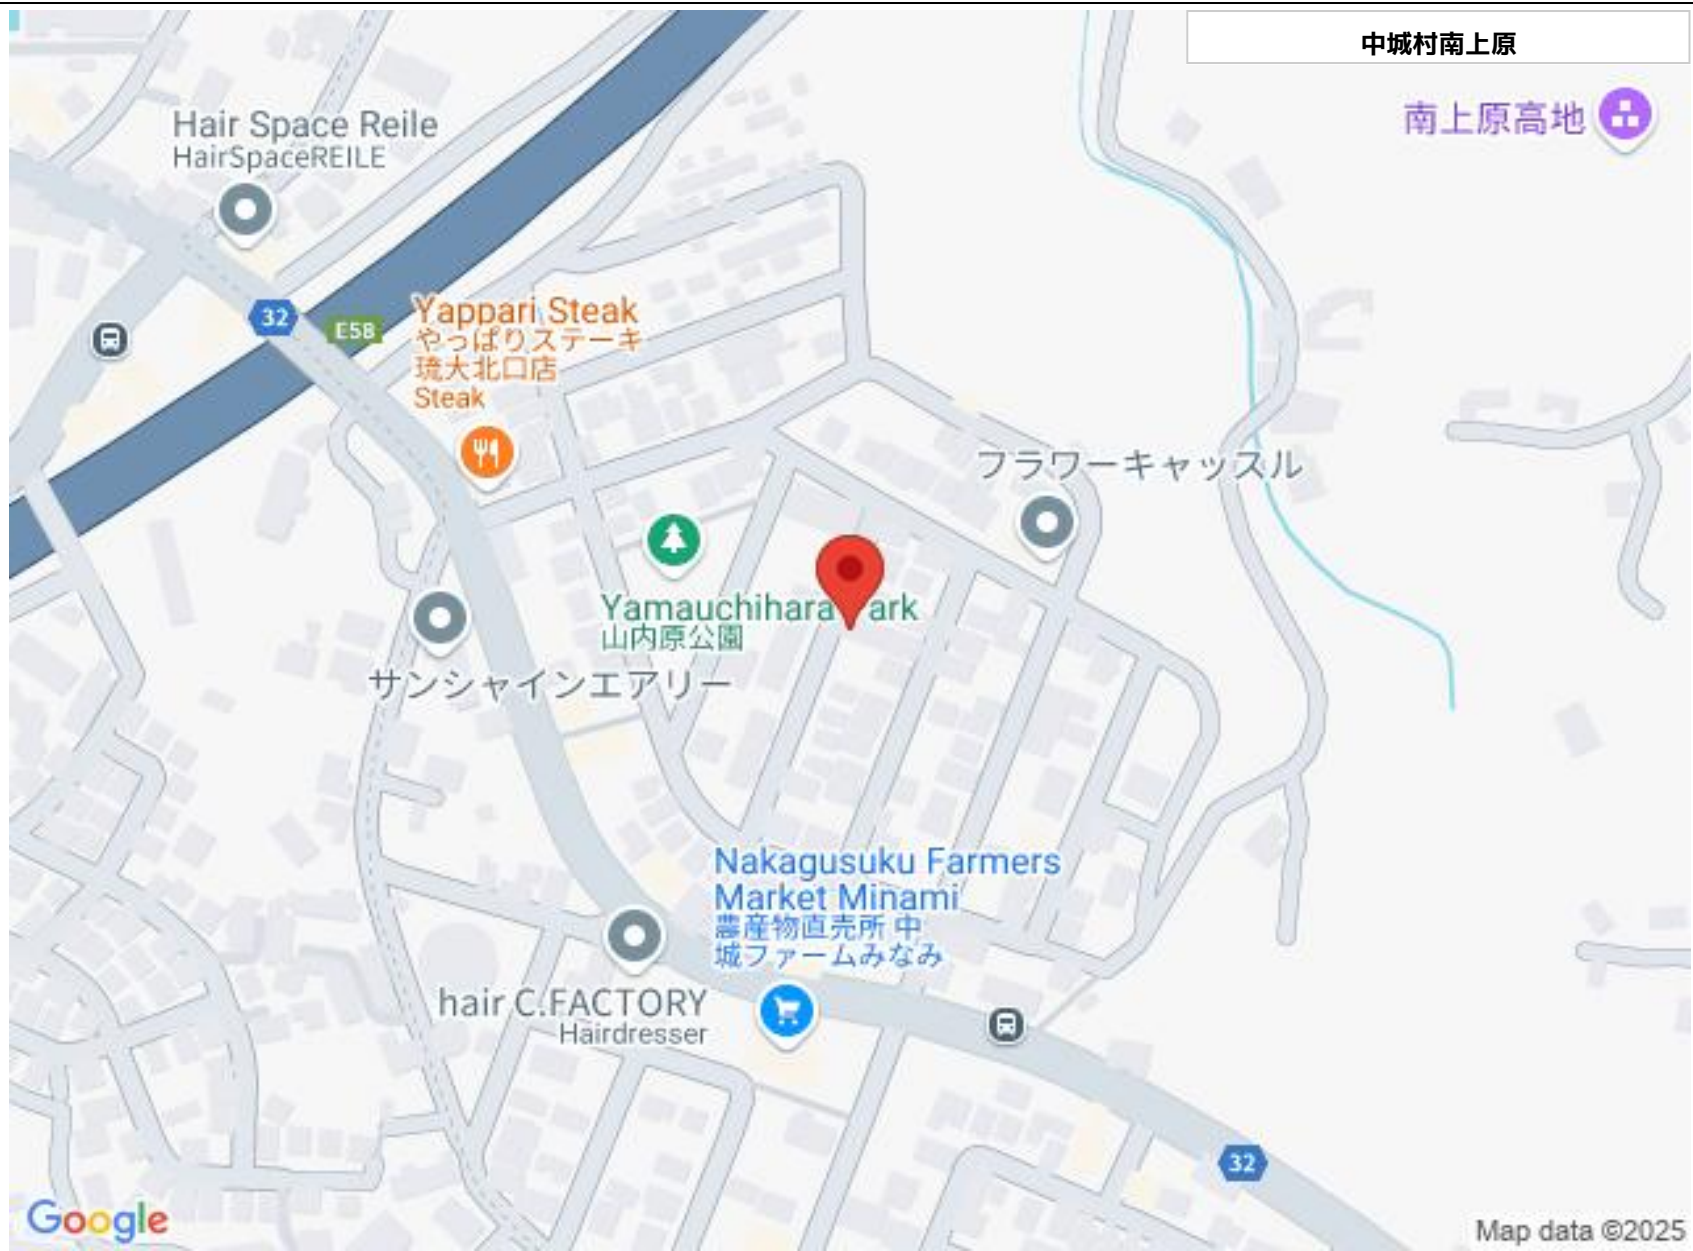 中城村南上原
南上原高地
Hair Space Reile
HairSpaceREILE
32
E58
Yappari Steak
やっぱりステーキ
琉大北口店
Steak
フラワーキャッスル
Yamauchihara Park
山内原公園
サンシャインエアリー
Nakagusuku Farmers
Market Minami
農産物直売所 中
城ファームみなみ
hair C.FACTORY
Hairdresser
32
Google
Map data ©2025